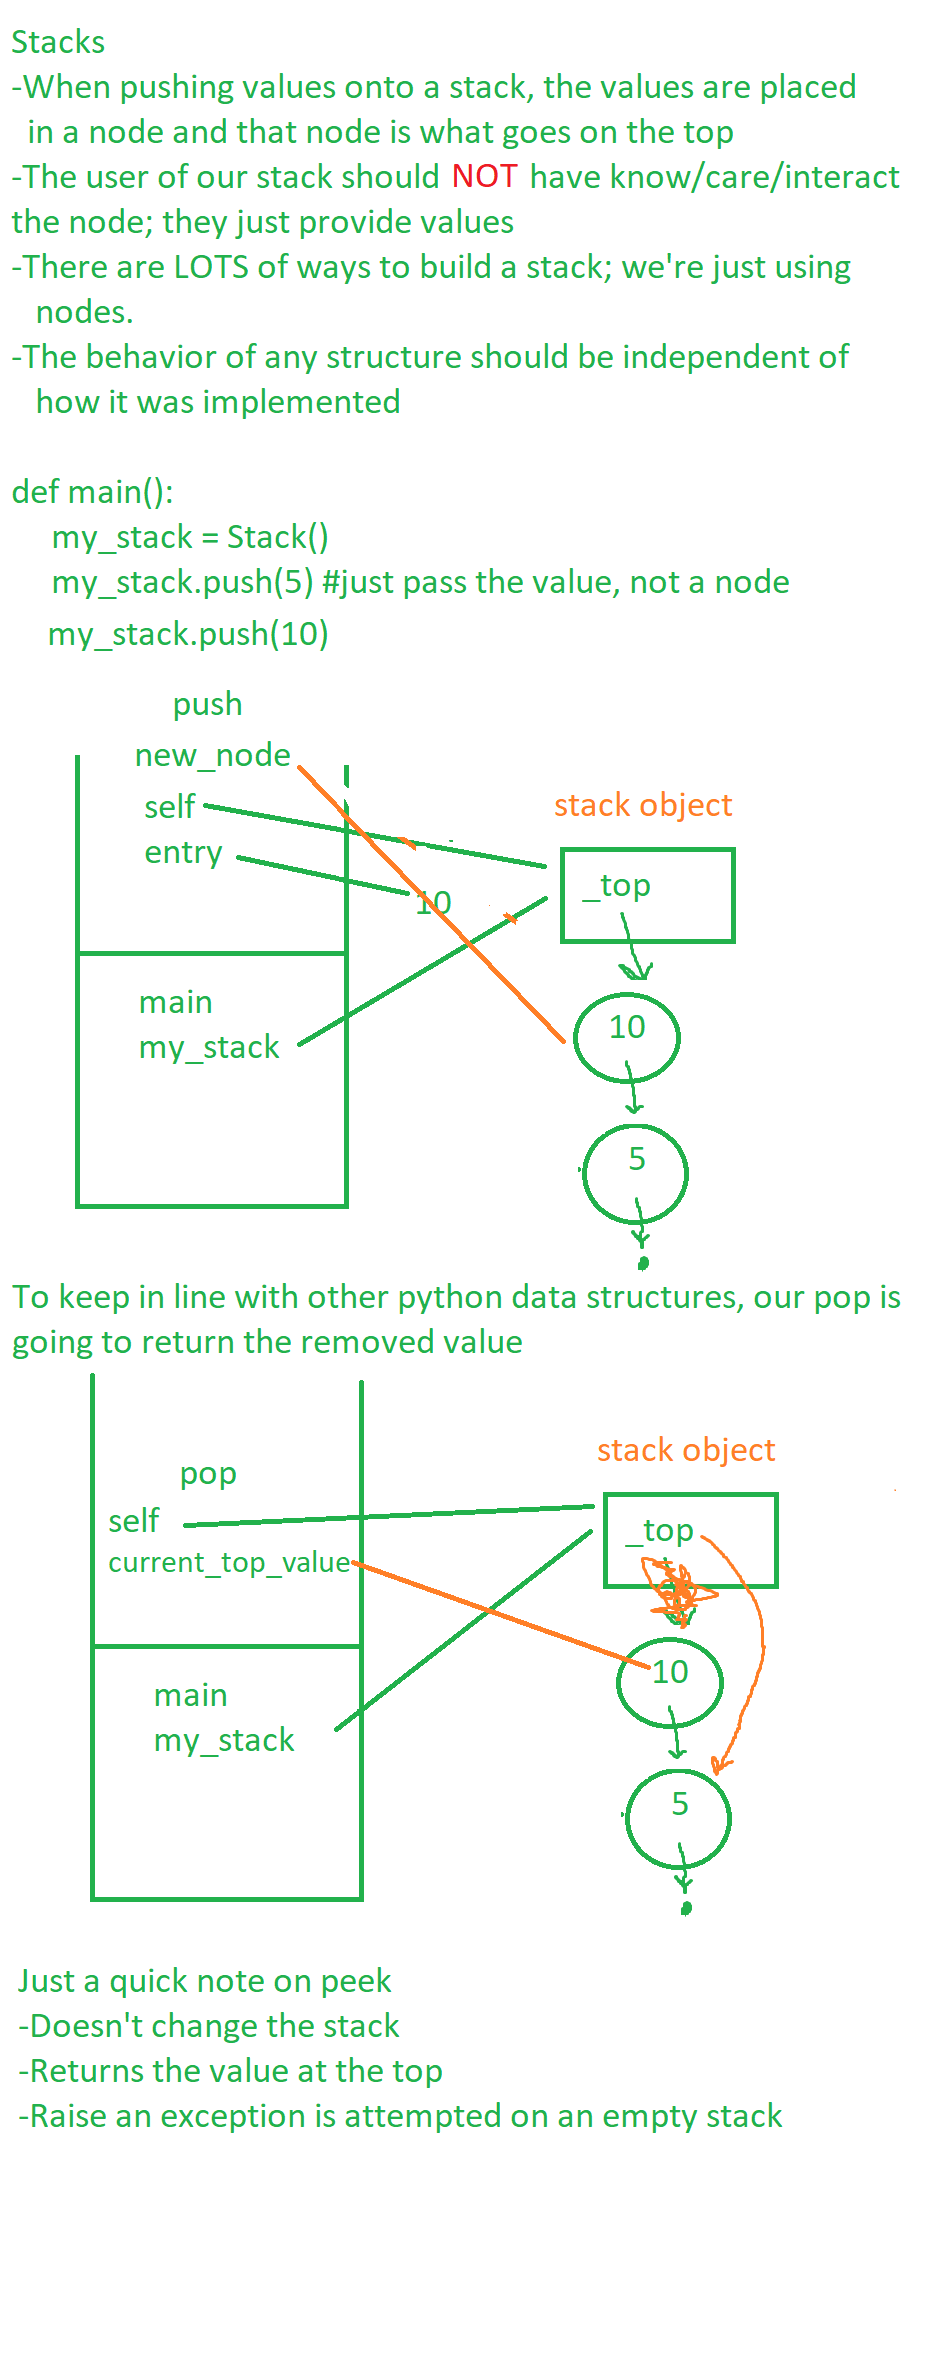 Stacks
-When pushing values onto a stack, the values are placed
in a node and that node is what goes on the top
-The user of our stack should NOT have know/care/interact
the node; they just provide values
-There are LOTS of ways to build a stack; we're just using
nodes.
-The behavior of any structure should be independent of
how it was implemented
def main():
my_stack = Stack()
my_stack.push(5) #just pass the value, not a node
my_stack.push(10)
push
new_node
self
stack object
entry
10
_top
main
my_stack
10
5
To keep in line with other python data structures, our pop is
going to return the removed value
stack object
pop
self
_top
current_top_value
10
main
my_stack
5
Just a quick note on peek
-Doesn't change the stack
-Returns the value at the top
-Raise an exception is attempted on an empty stack